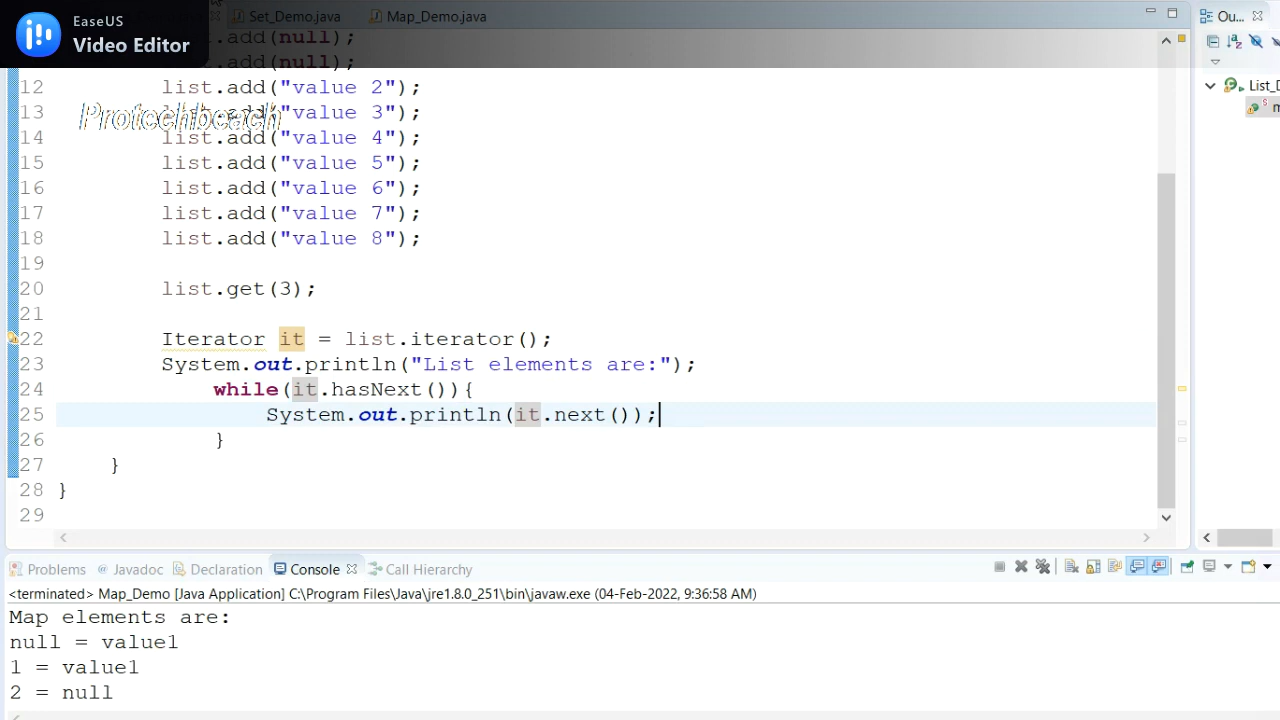 EaseUS
Video Editor
Set_Demo.java
Map_Demo.java
Ou...
.add(null);
.add(null);
12 list.add("value 2");
Protechbeach
13 list.add("value 3");
14 list.add("value 4");
15 list.add("value 5");
16 list.add("value 6");
17 list.add("value 7");
18 list.add("value 8");
19
20 list.get(3);
21
22 Iterator it = list.iterator();
23 System.out.println("List elements are:");
24 while(it.hasNext()){
25 System.out.println(it.next());
26 }
27 }
28 }
29
List_D
m
Problems @ Javadoc Declaration Console Call Hierarchy
<terminated> Map_Demo [Java Application] C:\Program Files\Java\jre1.8.0_251\bin\javaw.exe (04-Feb-2022, 9:36:58 AM)
Map elements are:
null = value1
1 = value1
2 = null